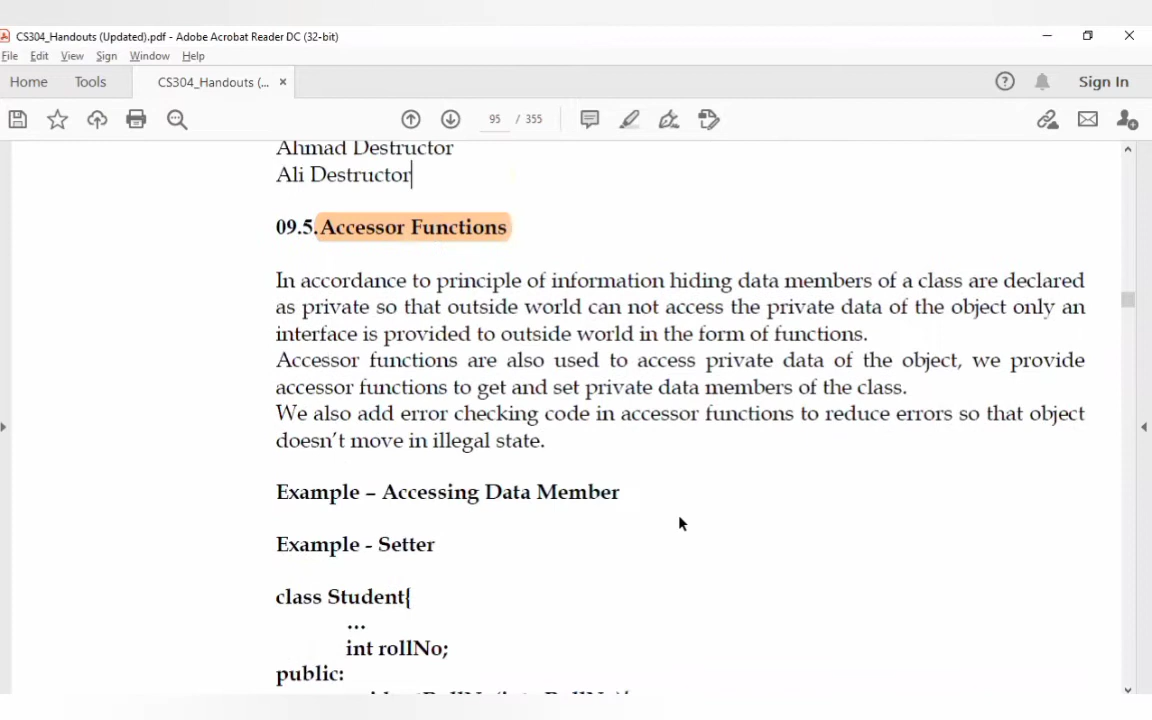 CS304_Handouts (Updated).pdf - Adobe Acrobat Reader DC (32-bit)
File Edit View Sign Window Help
Home Tools CS304_Handouts (... × Sign In
95 / 355
Ahmad Destructor
Ali Destructor
09.5.Accessor Functions
In accordance to principle of information hiding data members of a class are declared
as private so that outside world can not access the private data of the object only an
interface is provided to outside world in the form of functions.
Accessor functions are also used to access private data of the object, we provide
accessor functions to get and set private data members of the class.
We also add error checking code in accessor functions to reduce errors so that object
doesn't move in illegal state.
Example – Accessing Data Member
Example - Setter
class Student{
...
int rollNo;
public: